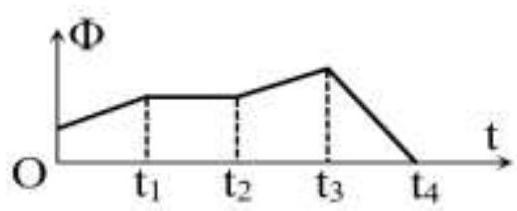 Φ
t
O t₁ t₂ t₃ t₄